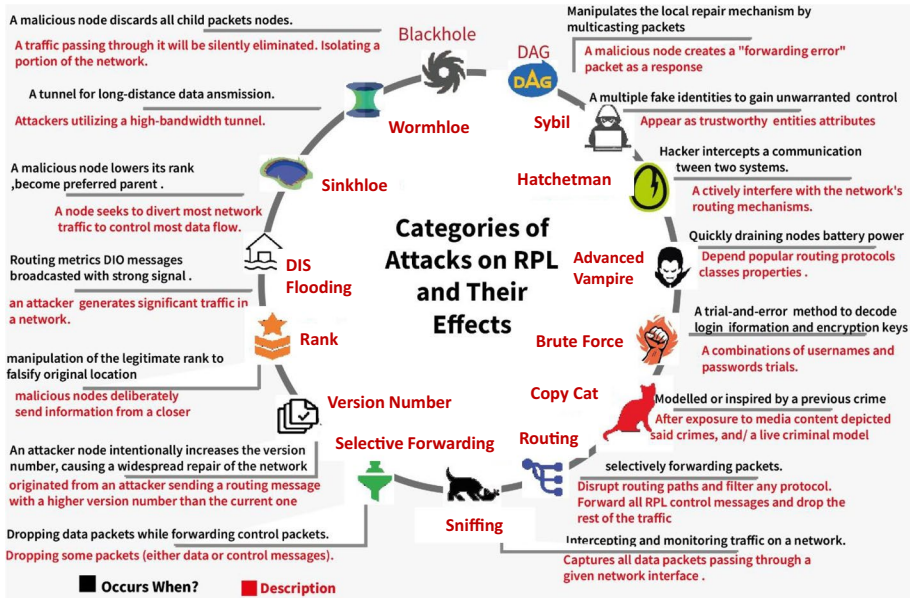 A malicious node discards all child packets nodes.
A traffic passing through it will be silently eliminated. Isolating a
portion of the network.
Blackhole
DAG
DAG
Manipulates the local repair mechanism by
multicasting packets
A malicious node creates a "forwarding error"
packet as a response
A tunnel for long-distance data ansmission.
Attackers utilizing a high-bandwidth tunnel.
Wormhloe
Sybil
A multiple fake identities to gain unwarranted control
Appear as trustworthy entities attributes
A malicious node lowers its rank
,become preferred parent .
A node seeks to divert most network
traffic to control most data flow.
Sinkhloe
Hatchetman
Hacker intercepts a communication
tween two systems.
A ctively interfere with the network's
routing mechanisms.
Categories of
Attacks on RPL
and Their
Effects
Routing metrics DIO messages
broadcasted with strong signal .
an attacker generates significant traffic in
a network.
DIS
Flooding
Advanced
Vampire
Quickly draining nodes battery power
Depend popular routing protocols
classes properties .
Rank
manipulation of the legitimate rank to
falsify original location
malicious nodes deliberately
send information from a closer
Brute Force
A trial-and-error method to decode
login iformation and encryption keys
A combinations of usernames and
passwords trials.
Version Number
An attacker node intentionally increases the version
number, causing a widespread repair of the network
originated from an attacker sending a routing message
with a higher version number than the current one
Copy Cat
Modelled or inspired by a previous crime
After exposure to media content depicted
said crimes, and/ a live criminal model
Selective Forwarding
Dropping data packets while forwarding control packets.
Dropping some packets (either data or control messages).
Routing
selectively forwarding packets.
Disrupt routing paths and filter any protocol.
Forward all RPL control messages and drop the
rest of the traffic
Sniffing
Intercepting and monitoring traffic on a network.
Captures all data packets passing through a
given network interface .
Occurs When?
Description